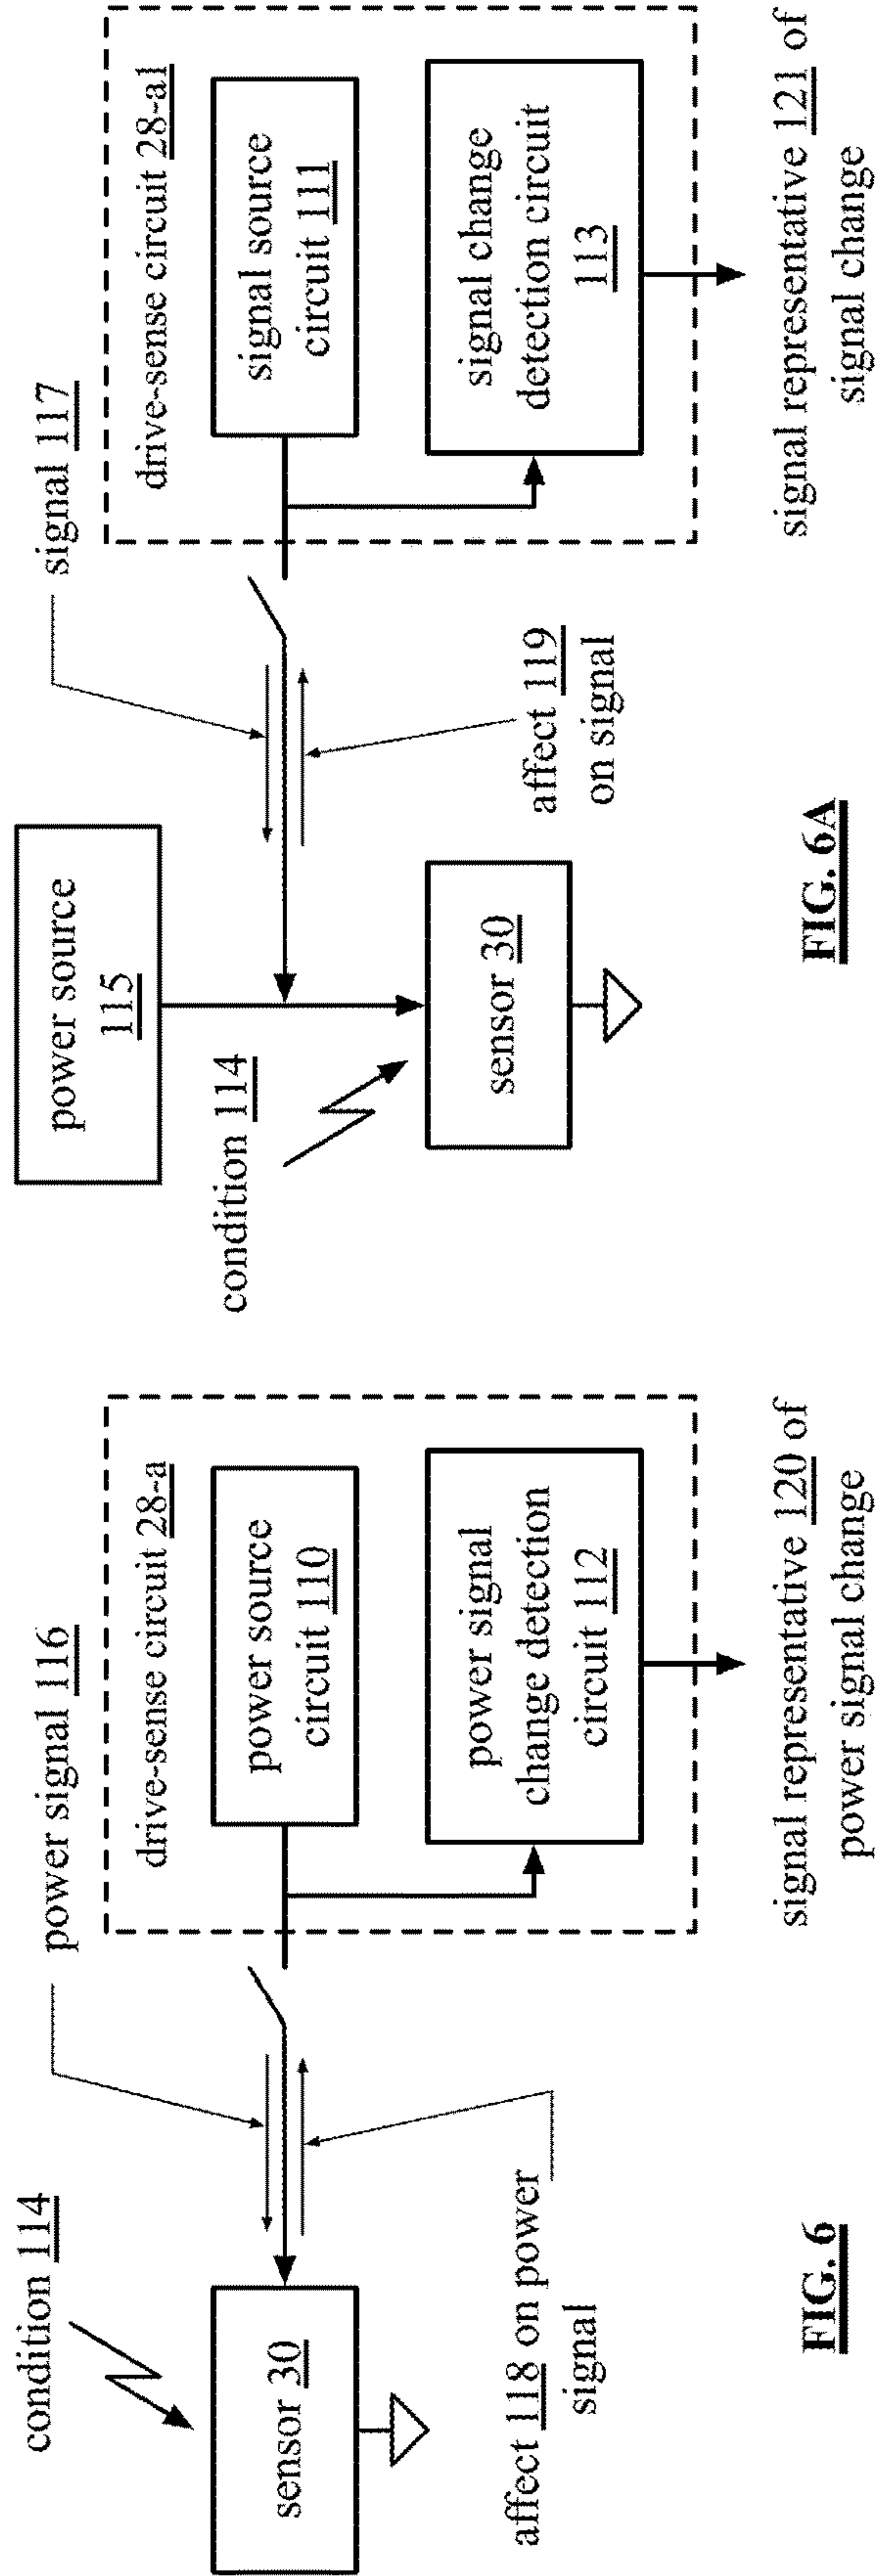 condition 114
sensor 30
affect 118 on power
signal
power signal 116
drive-sense circuit 28-a
power source
circuit 110
power signal
change detection
circuit 112
signal representative 120 of
power signal change
FIG. 6
power source
115
condition 114
sensor 30
signal 117
affect 119
on signal
drive-sense circuit 28-a1
signal source
circuit 111
signal change
detection circuit
113
signal representative 121 of
signal change
FIG. 6A